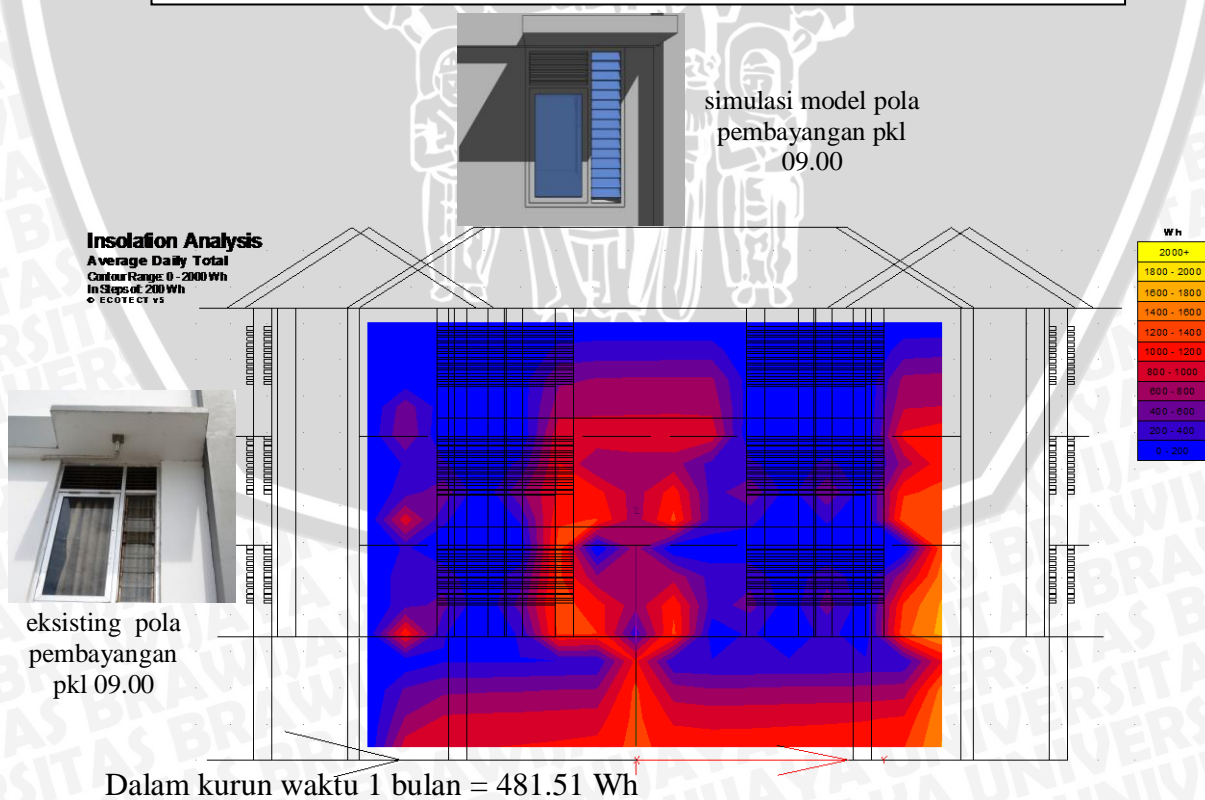 simulasi model pola
pembayangan pkl
09.00
Insolation Analysis
Average Daily Total
Contour Range: 0 - 2000 Wh
In Steps of: 200 Wh
© ECOTECT v5
Wh
2000+
1800 - 2000
1600 - 1800
1400 - 1600
1200 - 1400
1000 - 1200
800 - 1000
600 - 800
400 - 600
200 - 400
0 - 200
eksisting pola
pembayangan
pkl 09.00
Z
X
Y
Dalam kurun waktu 1 bulan = 481.51 Wh